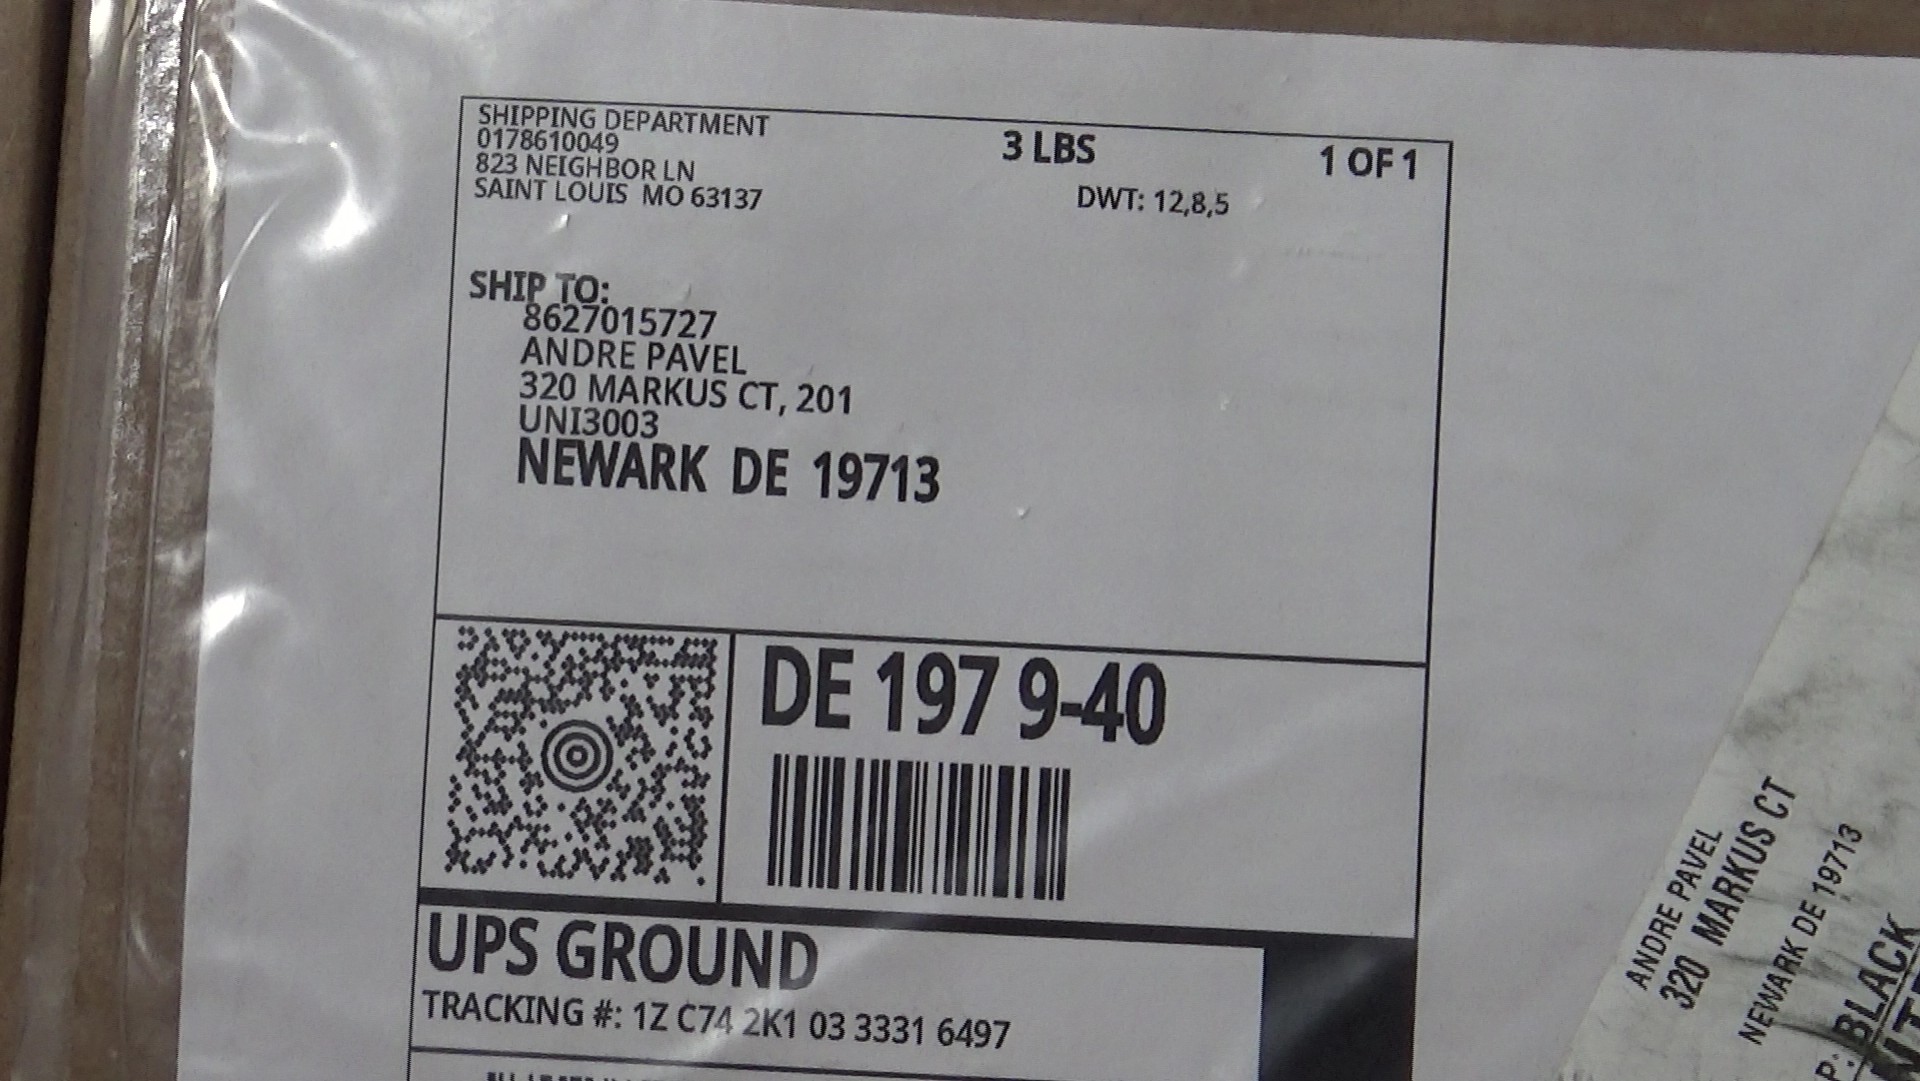 SHIPPING DEPARTMENT
0178610049
823 NEIGHBOR LN
SAINT LOUIS MO 63137
3 LBS
1 OF 1
DWT: 12,8,5
SHIP TO:
8627015727
ANDRE PAVEL
320 MARKUS CT, 201
UNI3003
NEWARK DE 19713
DE 197 9-40
UPS GROUND
TRACKING #: 1Z C74 2K1 03 3331 6497
ANDRE PAVEL
320 MARKUS CT
NEWARK DE 19713
P: BLACK